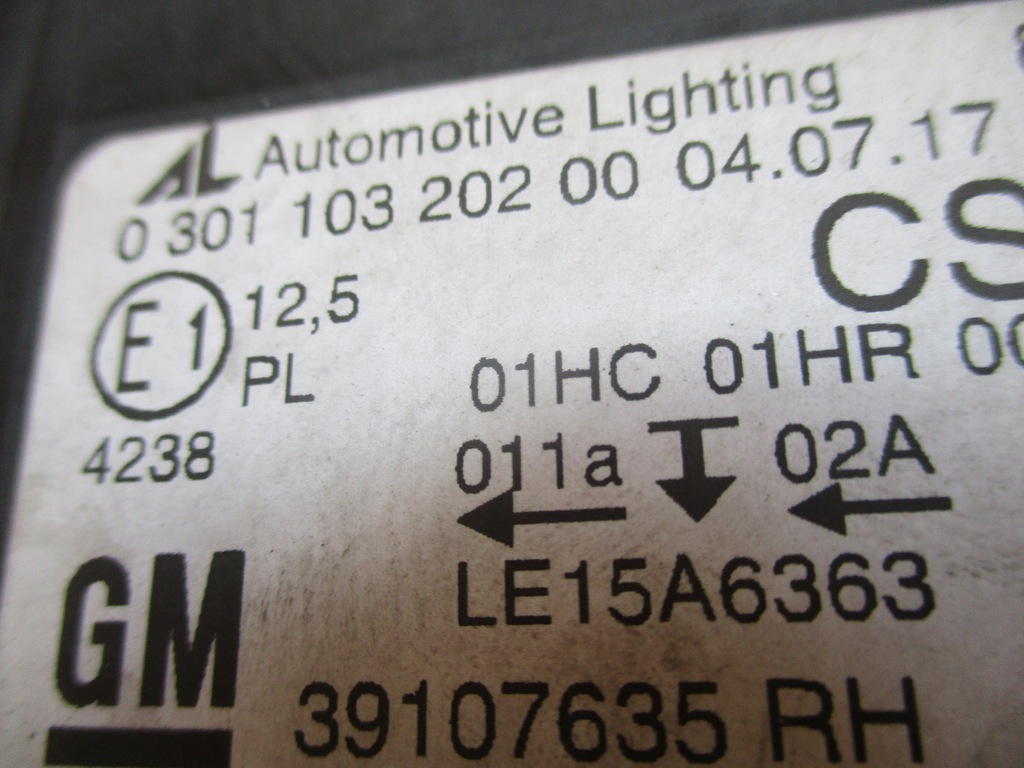 AL Automotive Lighting
0 301 103 202 00 04.07.17
CS
E1 12,5
PL
01HC 01HR 00
4238
011a 02A
LE15A6363
GM
39107635 RH